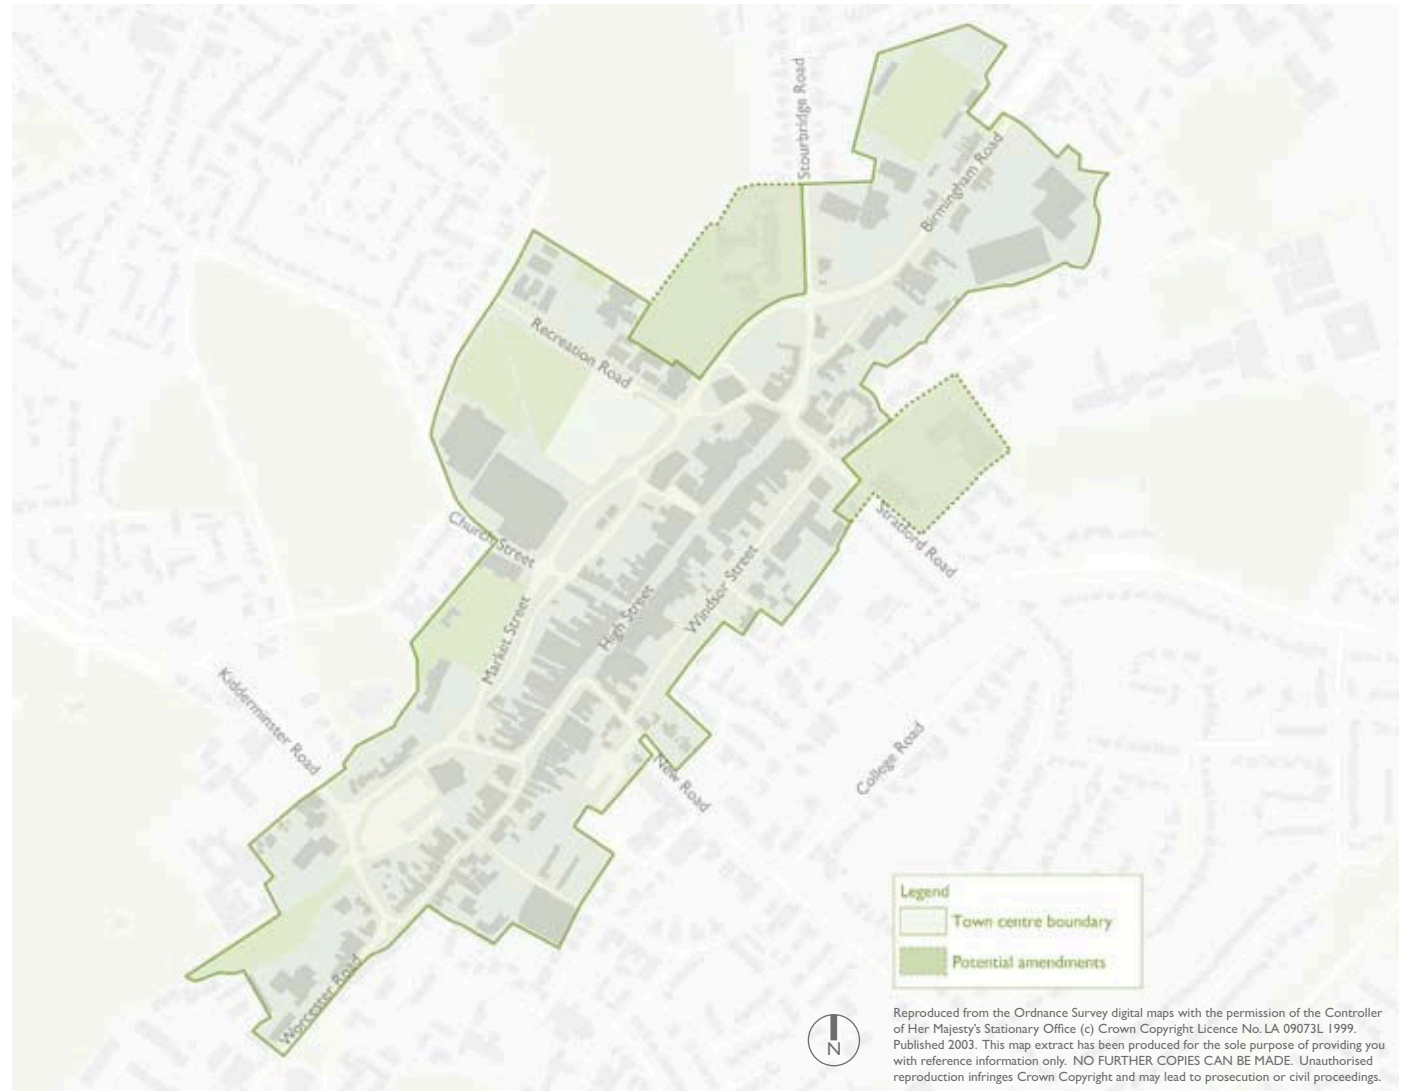 Stourbridge Road
Birmingham Road
Recreation Road
Church Street
Stratford Road
Windsor Street
High Street
Market Street
Kidderminster Road
New Road
College Road
Worcester Road
Legend
Town centre boundary
Potential amendments
N
Reproduced from the Ordnance Survey digital maps with the permission of the Controller
of Her Majesty's Stationary Office (c) Crown Copyright Licence No. LA 09073L 1999.
Published 2003. This map extract has been produced for the sole purpose of providing you
with reference information only. NO FURTHER COPIES CAN BE MADE. Unauthorised
reproduction infringes Crown Copyright and may lead to prosecution or civil proceedings.